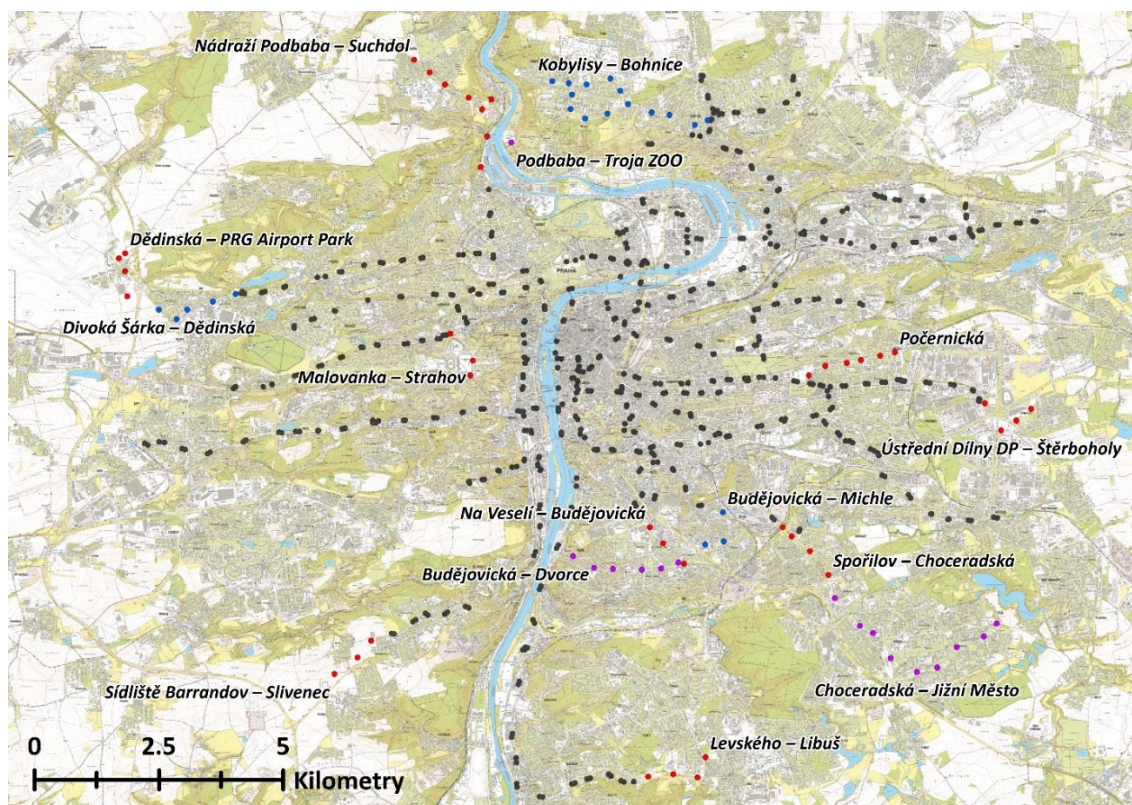 Nádraží Podbaba – Suchdol
Kobylisy – Bohnice
Podbaba – Troja ZOO
Dědinská – PRG Airport Park
PRAHA
Divoká Šárka – Dědinská
Počernická
Malovanka – Strahov
Ústřední Dílny DP – Štěrboholy
Na Veselí – Budějovická
Budějovická – Michle
Budějovická – Dvorce
Spořilov – Choceradská
Sídliště Barrandov – Slivenec
Choceradská – Jižní Město
Levského – Libuš
0 2.5 5
Kilometry